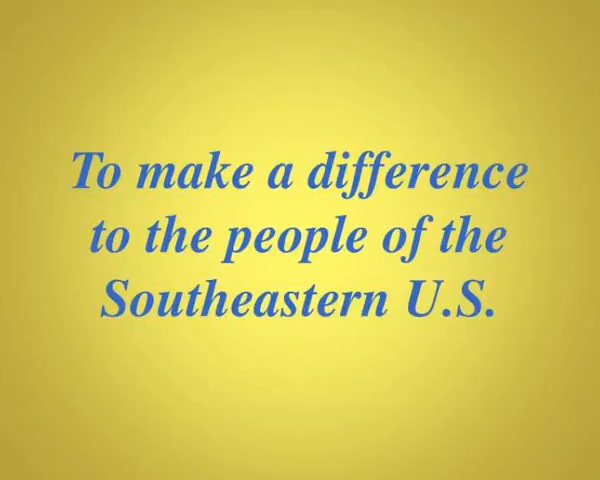 To make a difference
to the people of the
Southeastern U.S.